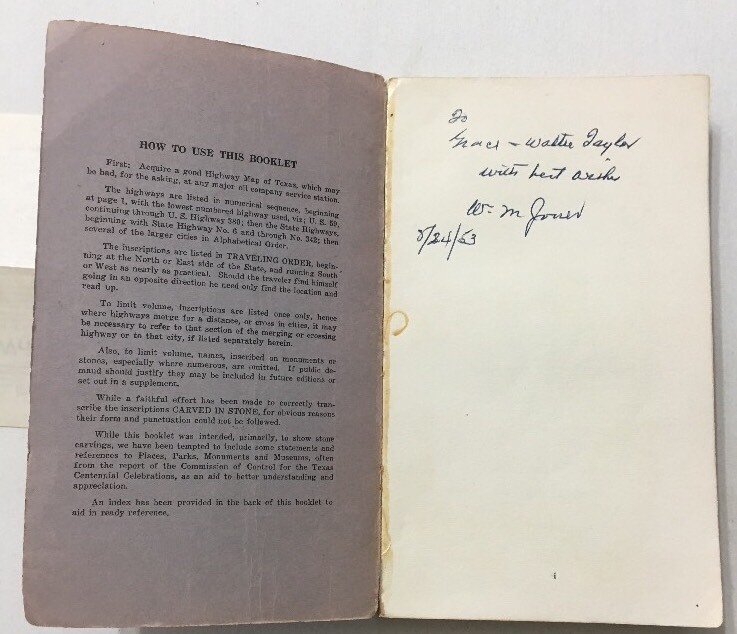 HOW TO USE THIS BOOKLET
First: Acquire a good Highway Map of Texas, which may
be had, for the asking, at any major oil company service station.
The highways are listed in numerical sequence, beginning
at page 1, with the lowest numbered highway used, viz; U. S. 59,
continuing through U. S. Highway 380; then the State Highways,
beginning with State Highway No. 6 and through No. 342; then
several of the larger cities in Alphabetical Order.
The inscriptions are listed in TRAVELING ORDER, begin-
ning at the North or East side of the State, and running South
or West as nearly as practical. Should the traveler find himself
going in an opposite direction he need only find the location and
read up.
To limit volume, inscriptions are listed once only, hence
where highways merge for a distance, or cross in cities, it may
be necessary to refer to that section of the merging or crossing
highway or to that city, if listed separately herein.
Also, to limit volume, names, inscribed on monuments or
stones, especially where numerous, are omitted. If public de-
mand should justify they may be included in future editions or
set out in a supplement.
While a faithful effort has been made to correctly tran-
scribe the inscriptions CARVED IN STONE, for obvious reasons
their form and punctuation could not be followed.
While this booklet was intended, primarily, to show stone
carvings, we have been tempted to include some statements and
references to Places, Parks, Monuments and Museums, often
from the report of the Commission of Control for the Texas
Centennial Celebrations, as an aid to better understanding and
appreciation.
An Index has been provided in the back of this booklet to
aid in ready reference.
To
Grace - Walter Taylor
with best wishes
Wm M Jones
/24/53
i